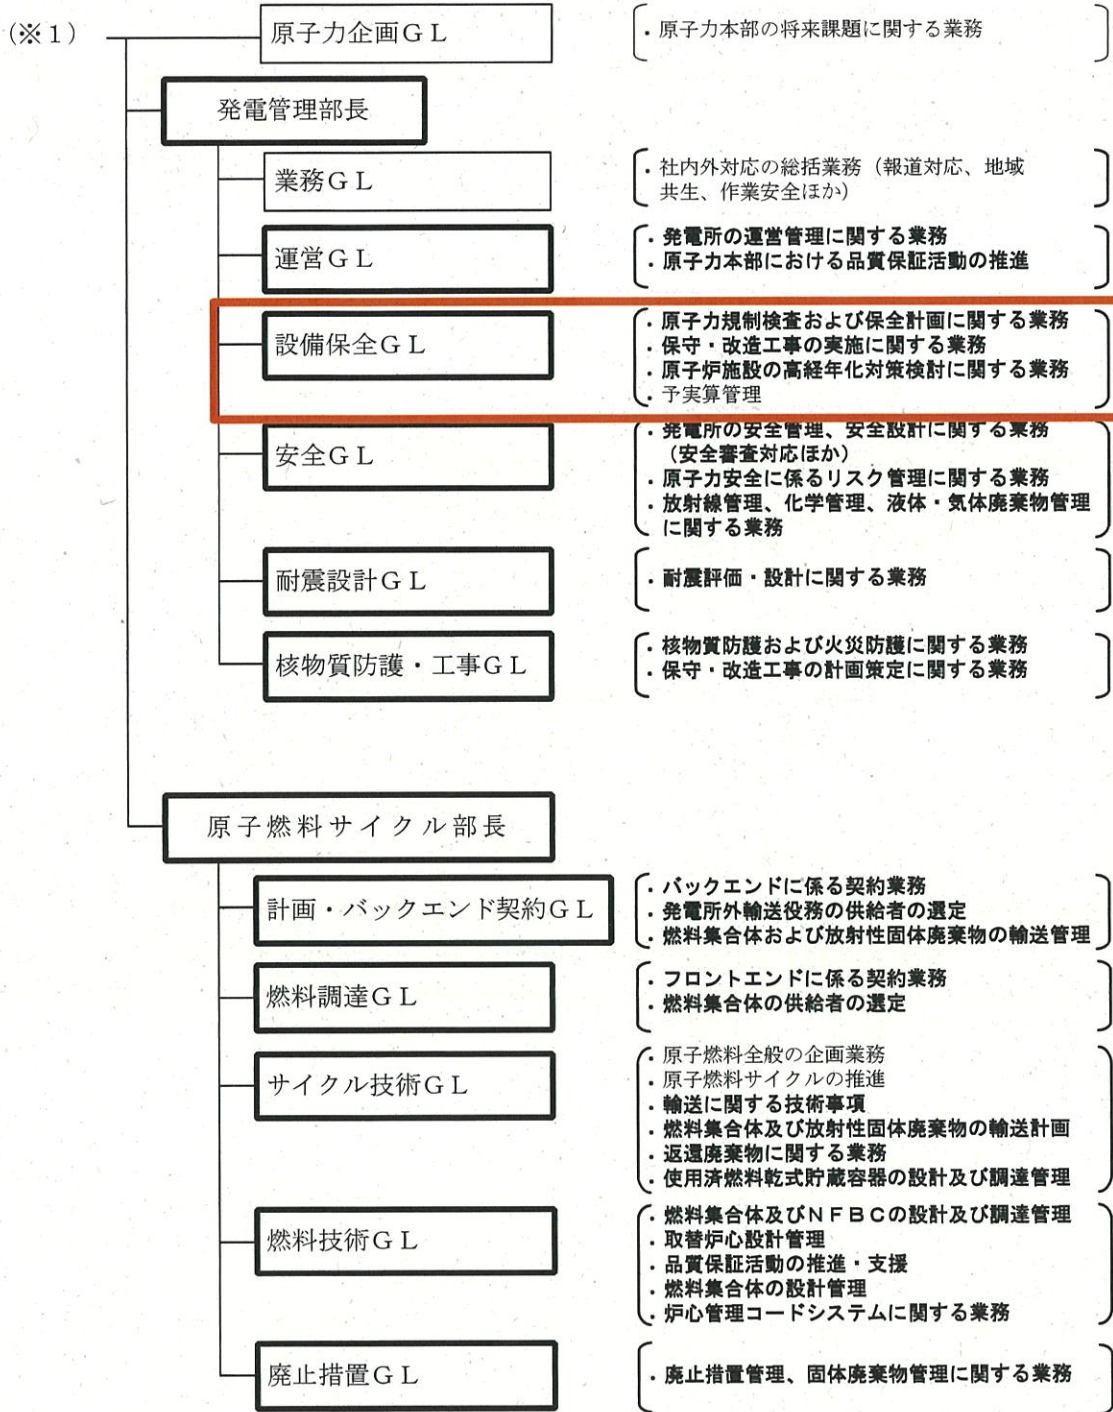 (※1)
原子力企画GL
・原子力本部の将来課題に関する業務
発電管理部長
業務GL
・社内外対応の総括業務(報道対応、地域
共生、作業安全ほか)
運営GL
・発電所の運営管理に関する業務
・原子力本部における品質保証活動の推進
設備保全GL
・原子力規制検査および保全計画に関する業務
・保守・改造工事の実施に関する業務
・原子炉施設の高経年化対策検討に関する業務
・予実算管理
安全GL
・発電所の安全管理、安全設計に関する業務
(安全審査対応ほか)
・原子力安全に係るリスク管理に関する業務
・放射線管理、化学管理、液体・気体廃棄物管理
に関する業務
耐震設計GL
・耐震評価・設計に関する業務
核物質防護・工事GL
・核物質防護および火災防護に関する業務
・保守・改造工事の計画策定に関する業務
原子燃料サイクル部長
計画・バックエンド契約GL
・バックエンドに係る契約業務
・発電所外輸送役務の供給者の選定
・燃料集合体および放射性固体廃棄物の輸送管理
燃料調達GL
・フロントエンドに係る契約業務
・燃料集合体の供給者の選定
サイクル技術GL
・原子燃料全般の企画業務
・原子燃料サイクルの推進
・輸送に関する技術事項
・燃料集合体及び放射性固体廃棄物の輸送計画
・返還廃棄物に関する業務
・使用済燃料乾式貯蔵容器の設計及び調達管理
燃料技術GL
・燃料集合体及びNFBCの設計及び調達管理
・取替炉心設計管理
・品質保証活動の推進・支援
・燃料集合体の設計管理
・炉心管理コードシステムに関する業務
廃止措置GL
・廃止措置管理、固体廃棄物管理に関する業務